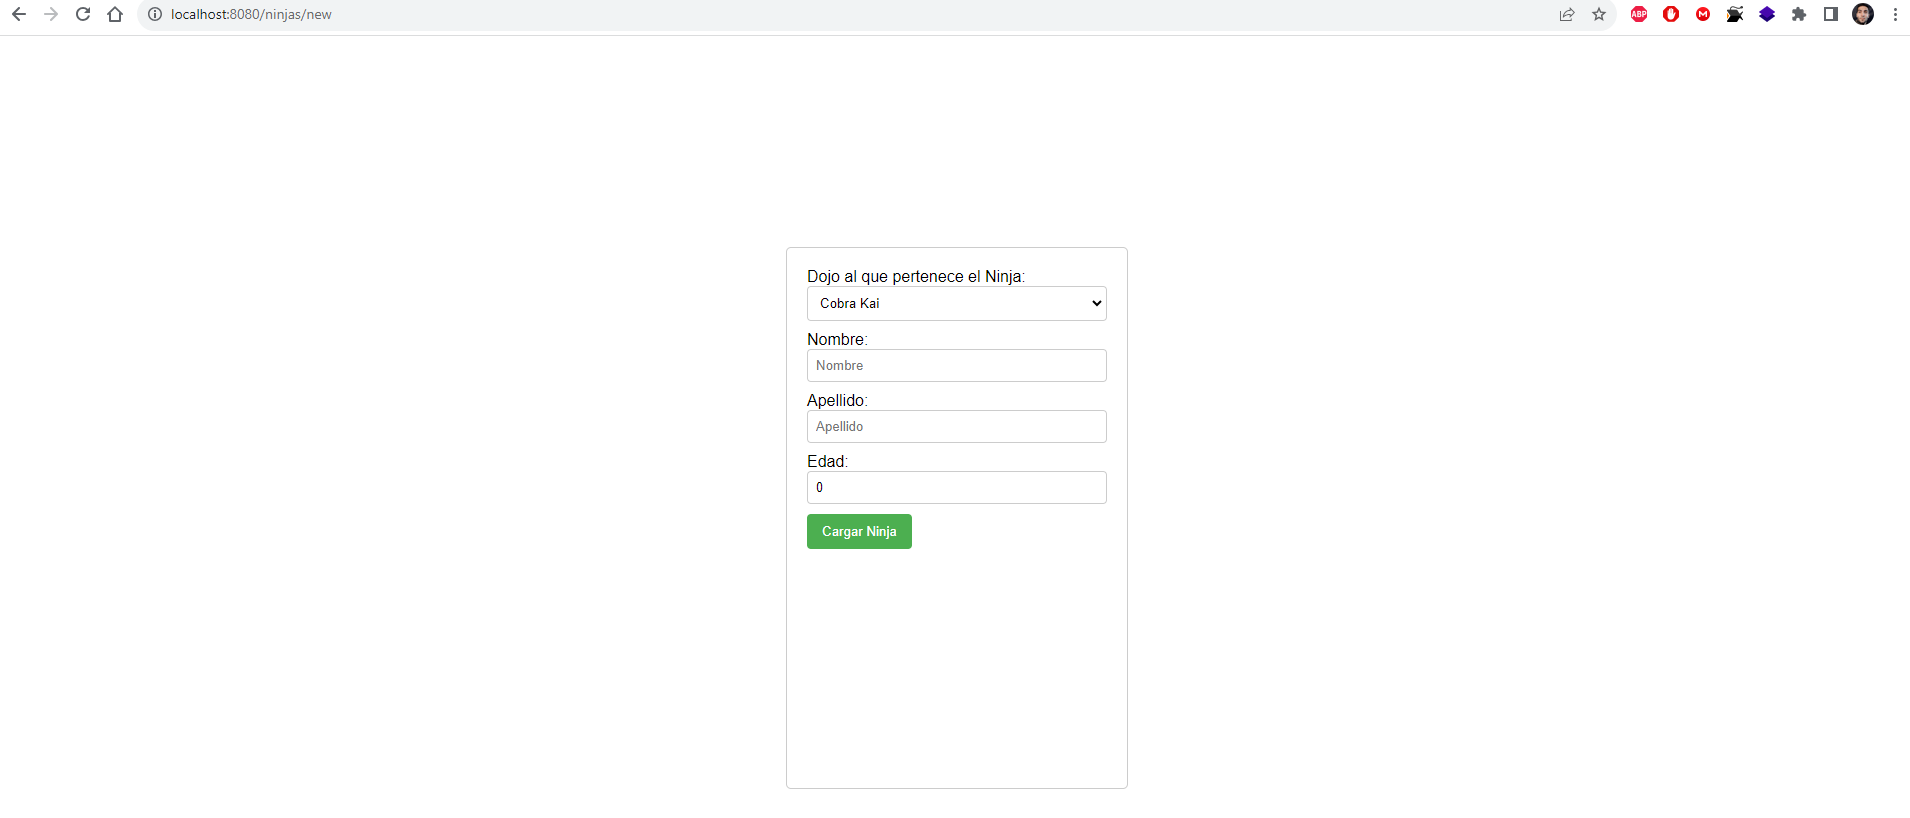 localhost:8080/ninjas/new
ABP
M
Dojo al que pertenece el Ninja:
Cobra Kai
Nombre:
Nombre
Apellido:
Apellido
Edad:
0
Cargar Ninja